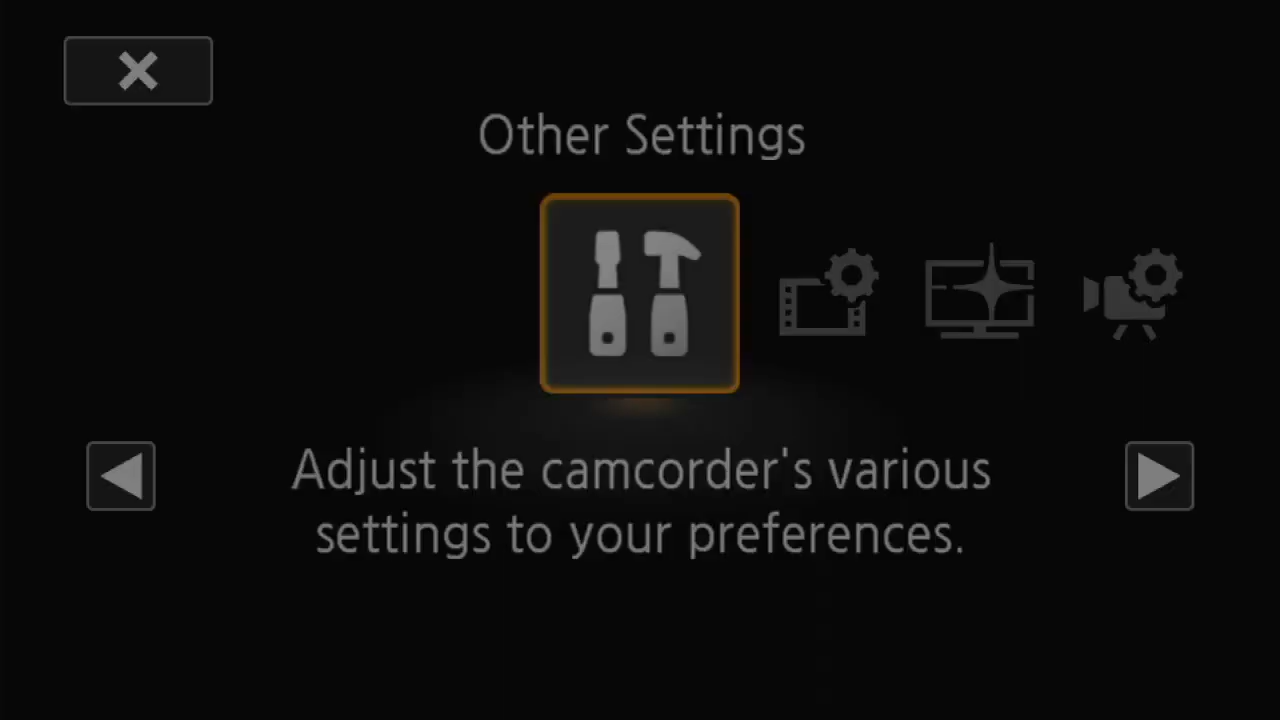 Other Settings
Adjust the camcorder's various
settings to your preferences.